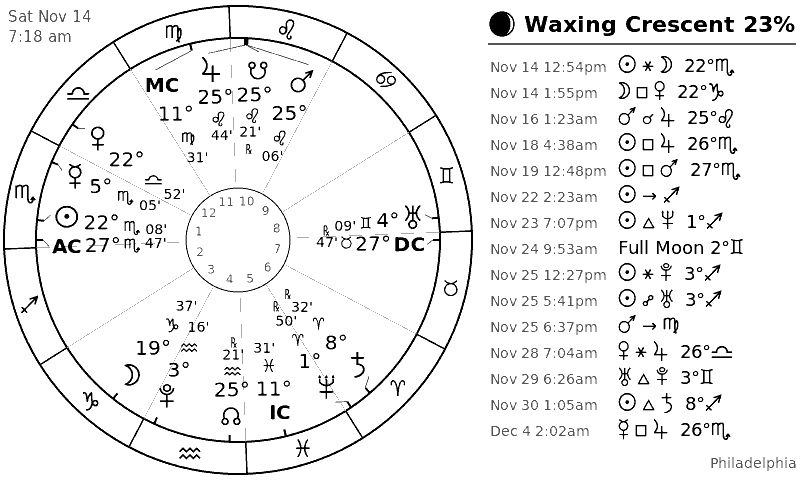 Sat Nov 14
7:18 am
Waxing Crescent 23%
Nov 14 12:54pm ☉ ⚹ ☽ 22°♏
Nov 14 1:55pm ☽ □ ♀ 22°♑
Nov 16 1:23am ♂ ☌ ♃ 25°♌
Nov 18 4:38am ☉ □ ♃ 26°♏
Nov 19 12:48pm ☉ □ ♂ 27°♏
Nov 22 2:23am ☉ → ♐
Nov 23 7:07pm ☉ △ ♆ 1°♐
Nov 24 9:53am Full Moon 2°♊
Nov 25 12:27pm ☉ ⚹ ♇ 3°♐
Nov 25 5:41pm ☉ ☍ ♅ 3°♐
Nov 25 6:37pm ♂ → ♍
Nov 28 7:04am ♀ ⚹ ♃ 26°♎
Nov 29 6:26am ♅ △ ♇ 3°♊
Nov 30 1:05am ☉ △ ♄ 8°♐
Dec 4 2:02am ☿ □ ♃ 26°♏
Philadelphia
♍ ♌ ♋ ♊ ♉ ♈ ♓ ♒ ♑ ♐ ♏ ♎
MC 11° ♍ 31'
♃ 25° ♌ 44'
☋ 25° ♌ 21' ℞
♂ 25° ♌ 06'
♀ 22° ♎ 52'
☿ 5° ♏ 05'
☉ 22° ♏ 08'
AC 27° ♏ 47'
℞ 09' ♊ 4° ♅
47' ♉ 27° DC
☽ 19° ♑ 37'
♇ 3° ♒ 16'
☊ 25° ♒ 21' ℞
IC 11° ♓ 31'
♆ 1° ♈ 50' ℞
♄ 8° ♈ 32' ℞
1 2 3 4 5 6 7 8 9 10 11 12